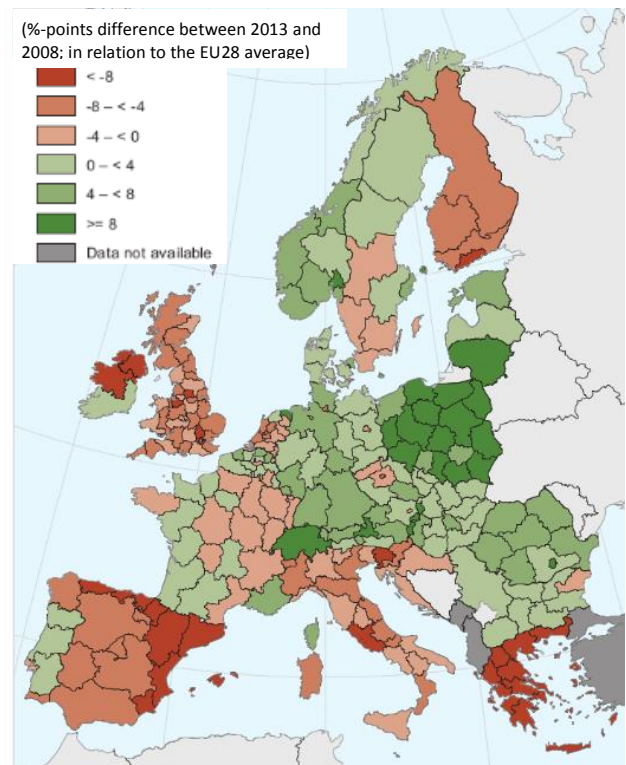 (%-points difference between 2013 and
2008; in relation to the EU28 average)
< -8
-8 – < -4
-4 – < 0
0 – < 4
4 – < 8
>= 8
Data not available